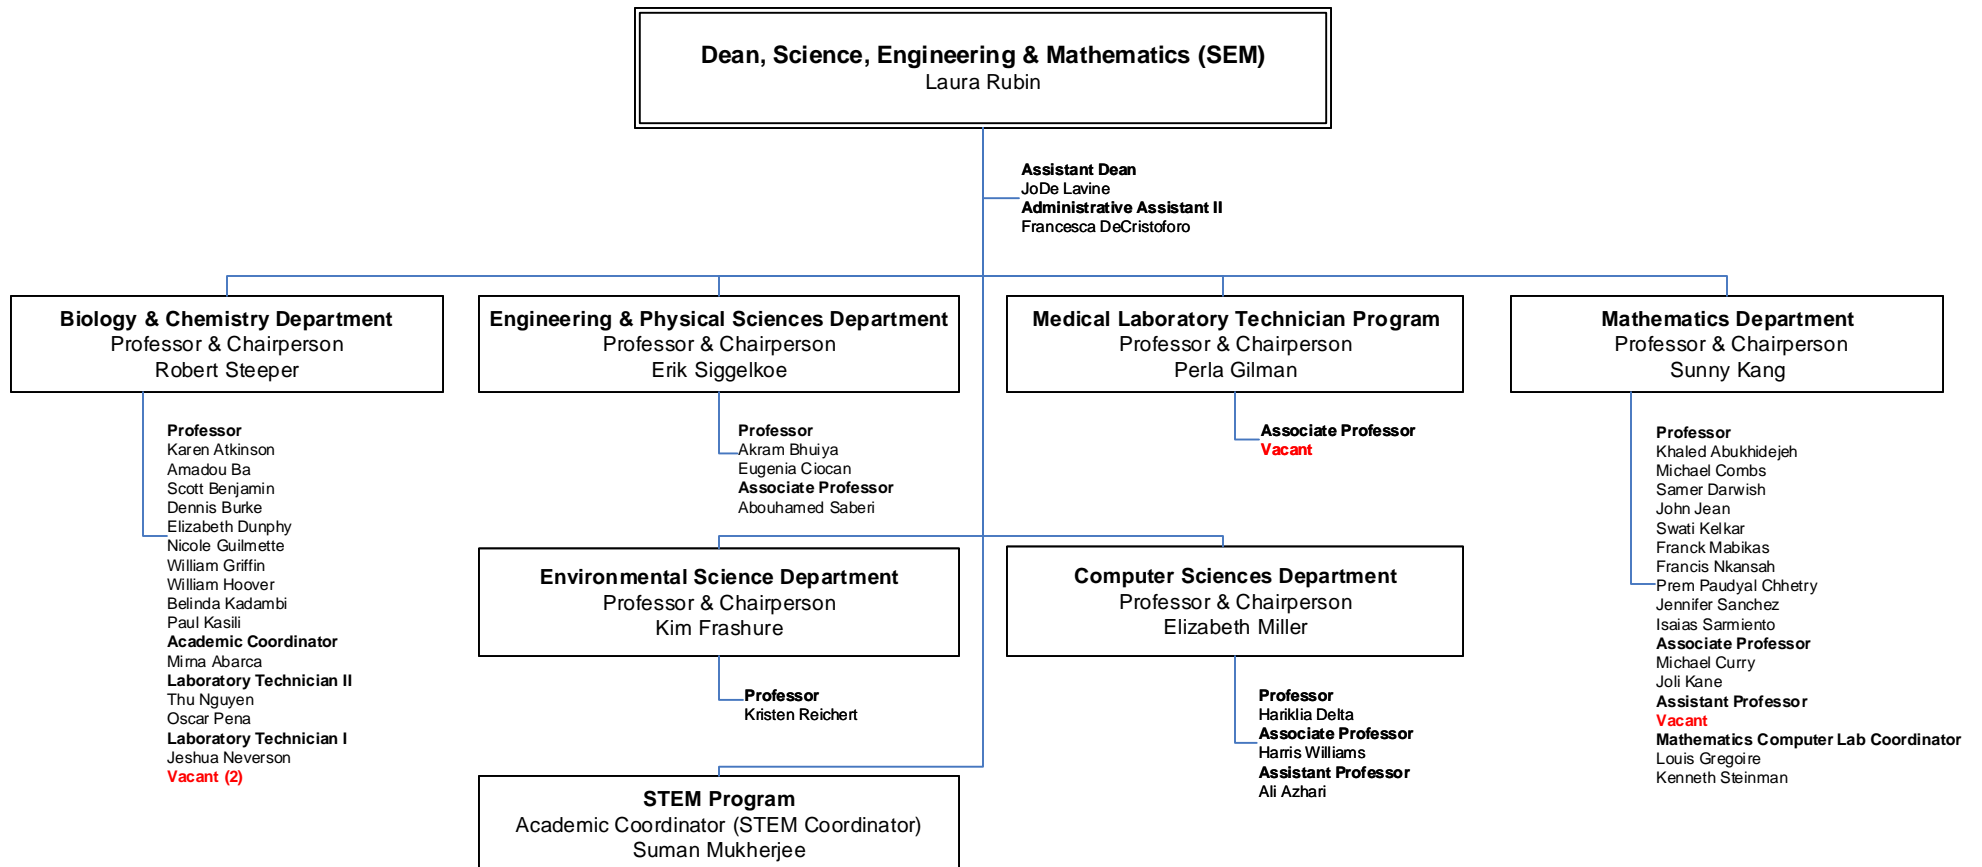 Dean, Science, Engineering & Mathematics (SEM)
Laura Rubin
Assistant Dean
JoDe Lavine
Administrative Assistant II
Francesca DeCristoforo
Biology & Chemistry Department
Professor & Chairperson
Robert Steeper
Engineering & Physical Sciences Department
Professor & Chairperson
Erik Siggelkoe
Medical Laboratory Technician Program
Professor & Chairperson
Perla Gilman
Mathematics Department
Professor & Chairperson
Sunny Kang
Professor
Karen Atkinson
Amadou Ba
Scott Benjamin
Dennis Burke
Elizabeth Dunphy
Nicole Guilmette
William Griffin
William Hoover
Belinda Kadambi
Paul Kasili
Academic Coordinator
Mirna Abarca
Laboratory Technician II
Thu Nguyen
Oscar Pena
Laboratory Technician I
Jeshua Neverson
Vacant (2)
Professor
Akram Bhuiya
Eugenia Ciocan
Associate Professor
Abouhamed Saberi
Associate Professor
Vacant
Professor
Khaled Abukhidejeh
Michael Combs
Samer Darwish
John Jean
Swati Kelkar
Franck Mabikas
Francis Nkansah
Prem Paudyal Chhetry
Jennifer Sanchez
Isaias Sarmiento
Associate Professor
Michael Curry
Joli Kane
Assistant Professor
Vacant
Mathematics Computer Lab Coordinator
Louis Gregoire
Kenneth Steinman
Environmental Science Department
Professor & Chairperson
Kim Frashure
Computer Sciences Department
Professor & Chairperson
Elizabeth Miller
Professor
Kristen Reichert
Professor
Hariklia Delta
Associate Professor
Harris Williams
Assistant Professor
Ali Azhari
STEM Program
Academic Coordinator (STEM Coordinator)
Suman Mukherjee